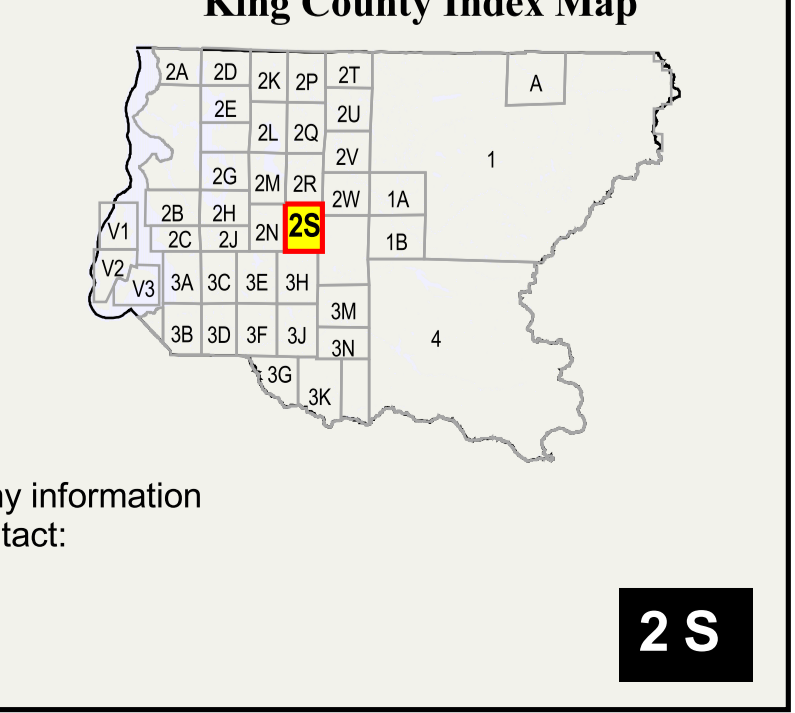 King County Index Map
2A 2D 2K 2P 2T A
2E 2U
2L 2Q
2V 1
2G 2M 2R
2W 1A
2B 2H
V1 2C 2J 2N 2S 1B
V2 V3 3A 3C 3E 3H
3M
3B 3D 3F 3J 3N 4
3G
3K
information
2 S